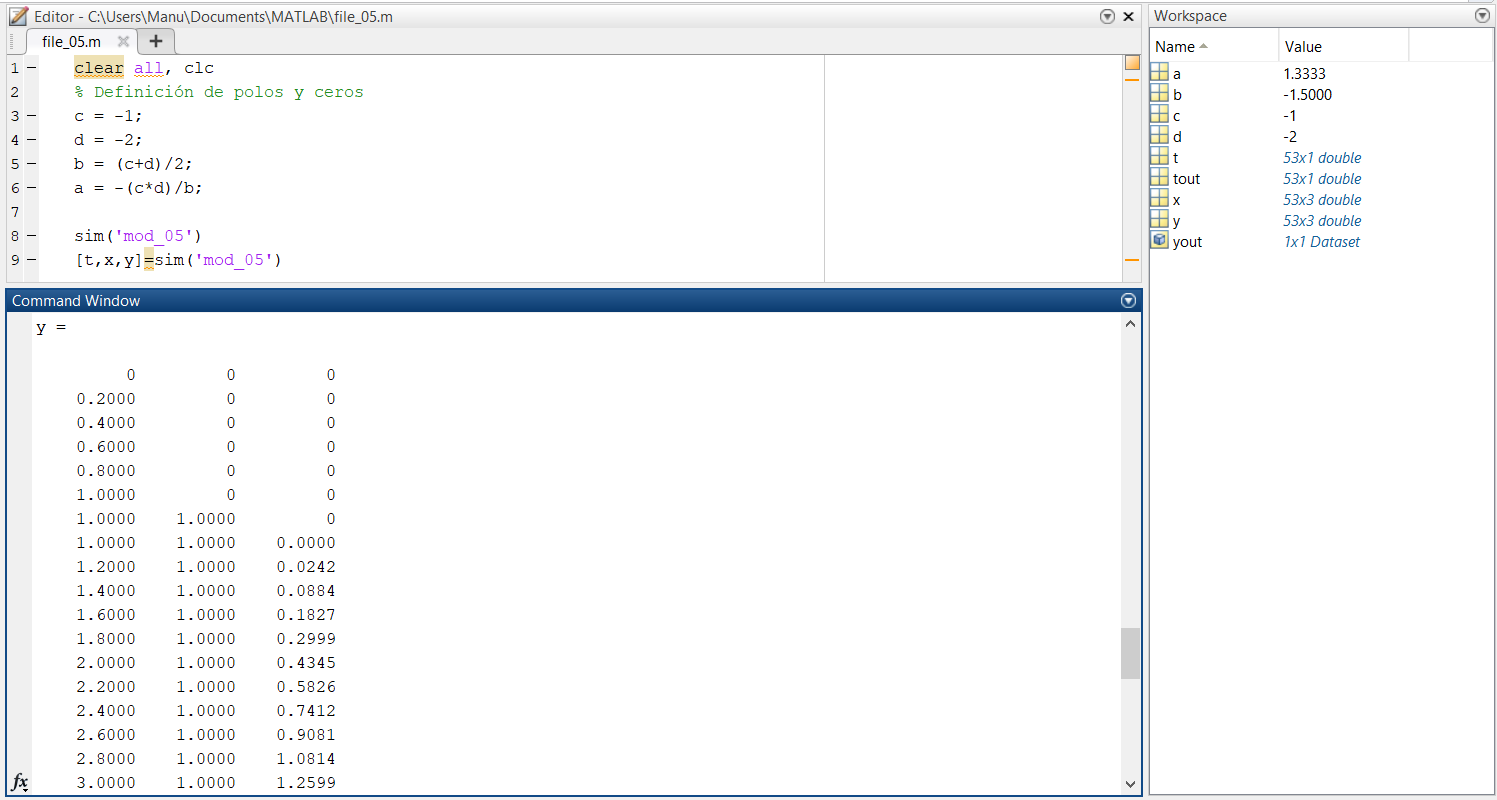 Editor - C:\Users\Manu\Documents\MATLAB\file_05.m
file_05.m
1 clear all, clc
2 % Definición de polos y ceros
3 c = -1;
4 d = -2;
5 b = (c+d)/2;
6 a = -(c*d)/b;
7
8 sim('mod_05')
9 [t,x,y]=sim('mod_05')
Command Window
y =
0 0 0
0.2000 0 0
0.4000 0 0
0.6000 0 0
0.8000 0 0
1.0000 0 0
1.0000 1.0000 0
1.0000 1.0000 0.0000
1.2000 1.0000 0.0242
1.4000 1.0000 0.0884
1.6000 1.0000 0.1827
1.8000 1.0000 0.2999
2.0000 1.0000 0.4345
2.2000 1.0000 0.5826
2.4000 1.0000 0.7412
2.6000 1.0000 0.9081
2.8000 1.0000 1.0814
3.0000 1.0000 1.2599
fx
Workspace
Name Value
a 1.3333
b -1.5000
c -1
d -2
t 53x1 double
tout 53x1 double
x 53x3 double
y 53x3 double
yout 1x1 Dataset